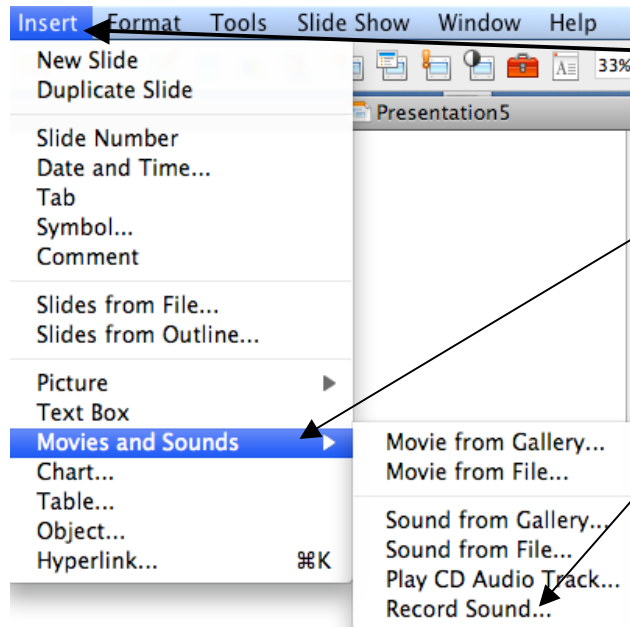 Insert Format Tools Slide Show Window Help
33%
Presentation5
New Slide
Duplicate Slide
Slide Number
Date and Time...
Tab
Symbol...
Comment
Slides from File...
Slides from Outline...
Picture
Text Box
Movies and Sounds
Chart...
Table...
Object...
Hyperlink... ⌘K
Movie from Gallery...
Movie from File...
Sound from Gallery...
Sound from File...
Play CD Audio Track...
Record Sound...